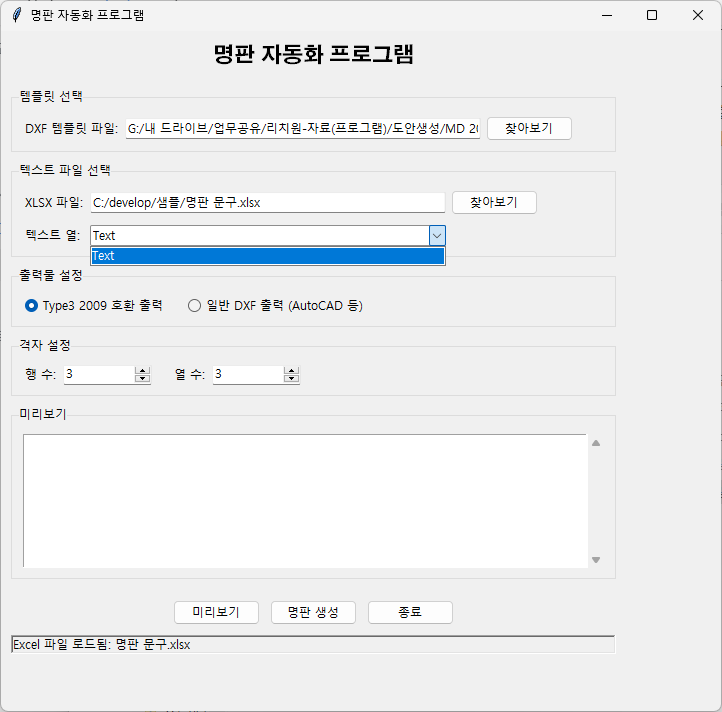 명판 자동화 프로그램
명판 자동화 프로그램
템플릿 선택
DXF 템플릿 파일: G:/내 드라이브/업무공유/리치원-자료(프로그램)/도안생성/MD 20 찾아보기
텍스트 파일 선택
XLSX 파일: C:/develop/샘플/명판 문구.xlsx 찾아보기
텍스트 열: Text
Text
출력물 설정
Type3 2009 호환 출력 일반 DXF 출력 (AutoCAD 등)
격자 설정
행 수: 3 열 수: 3
미리보기
미리보기 명판 생성 종료
Excel 파일 로드됨: 명판 문구.xlsx